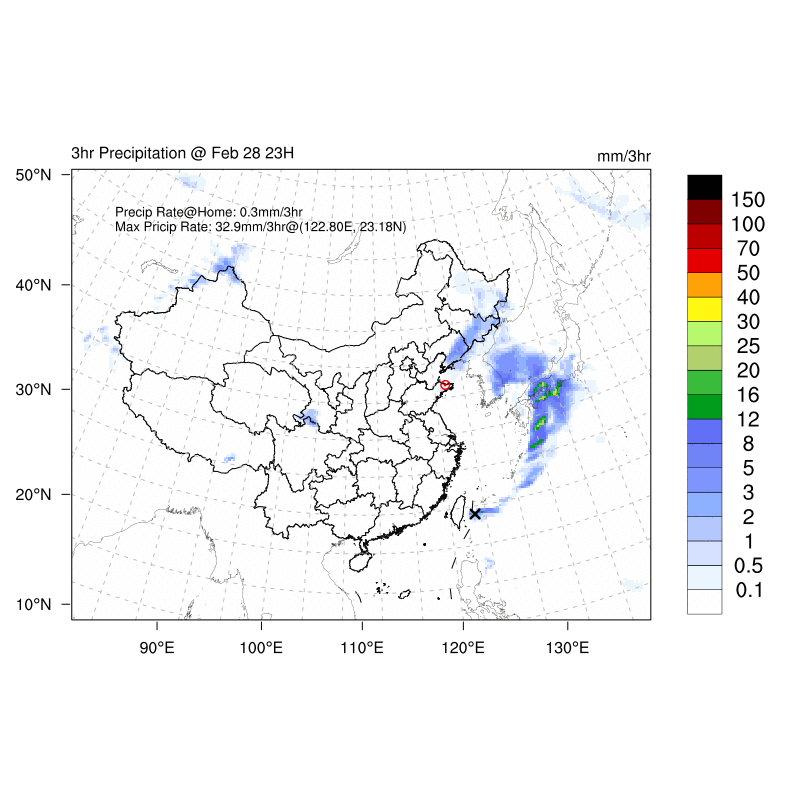 3hr Precipitation @ Feb 28 23H
mm/3hr
Precip Rate@Home: 0.3mm/3hr
Max Pricip Rate: 32.9mm/3hr@(122.80E, 23.18N)
50°N
40°N
30°N
20°N
10°N
90°E
100°E
110°E
120°E
130°E
150
100
70
50
40
30
25
20
16
12
8
5
3
2
1
0.5
0.1